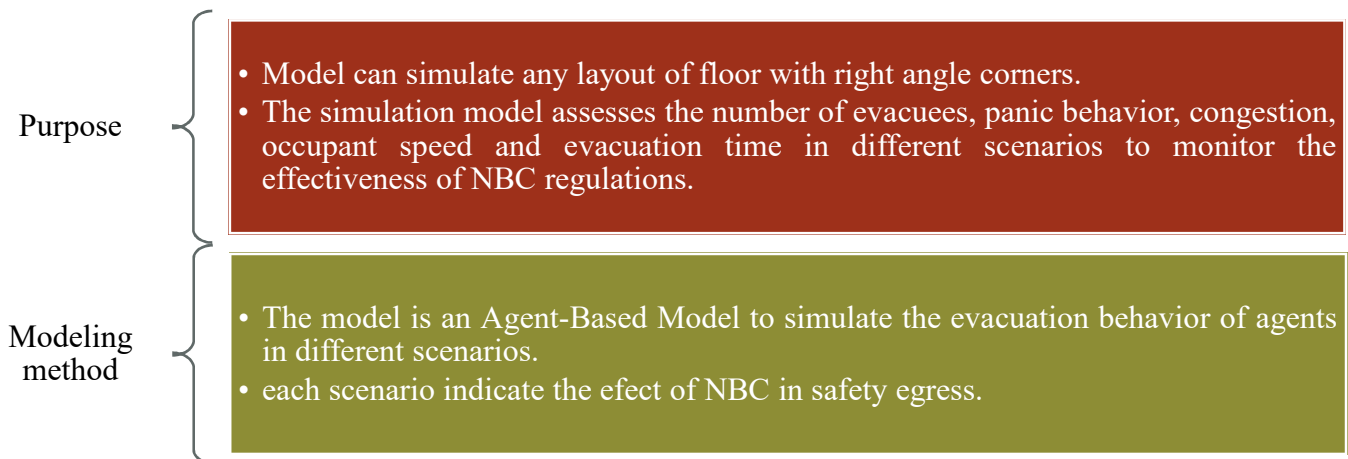 Purpose
• Model can simulate any layout of floor with right angle corners.
• The simulation model assesses the number of evacuees, panic behavior, congestion,
occupant speed and evacuation time in different scenarios to monitor the
effectiveness of NBC regulations.
Modeling
method
• The model is an Agent-Based Model to simulate the evacuation behavior of agents
in different scenarios.
• each scenario indicate the efect of NBC in safety egress.